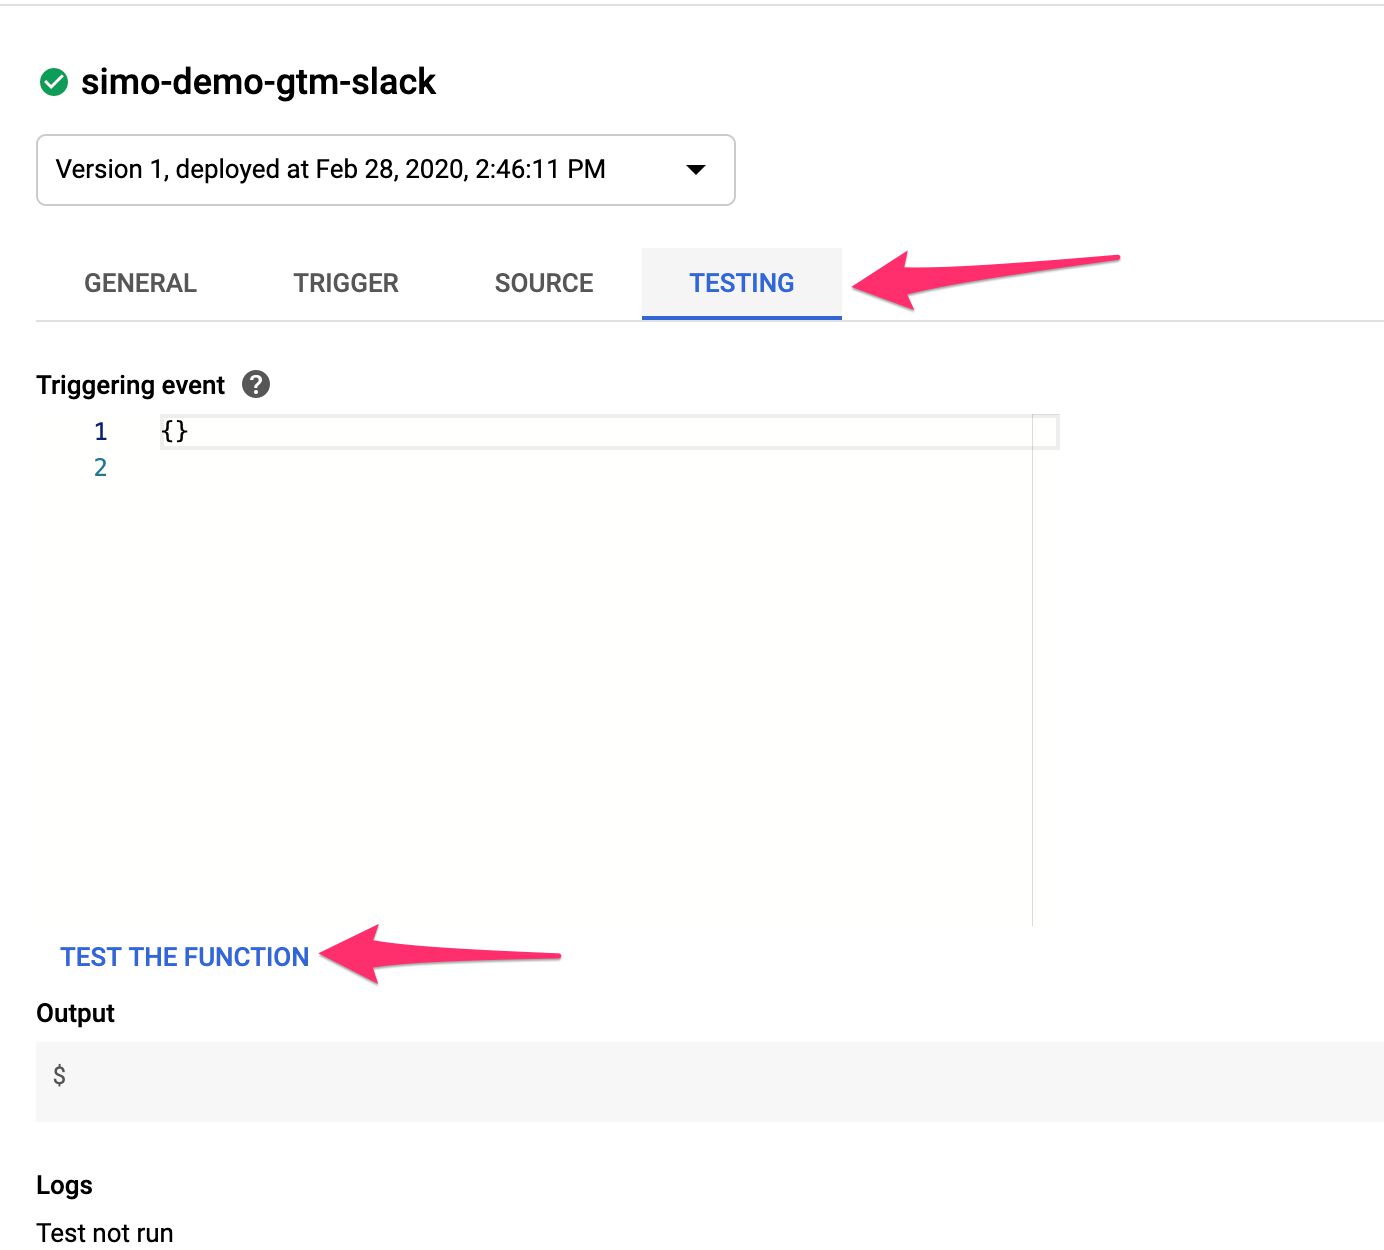 simo-demo-gtm-slack
Version 1, deployed at Feb 28, 2020, 2:46:11 PM
GENERAL TRIGGER SOURCE TESTING
Triggering event ?
1 {}
2
TEST THE FUNCTION
Output
$
Logs
Test not run